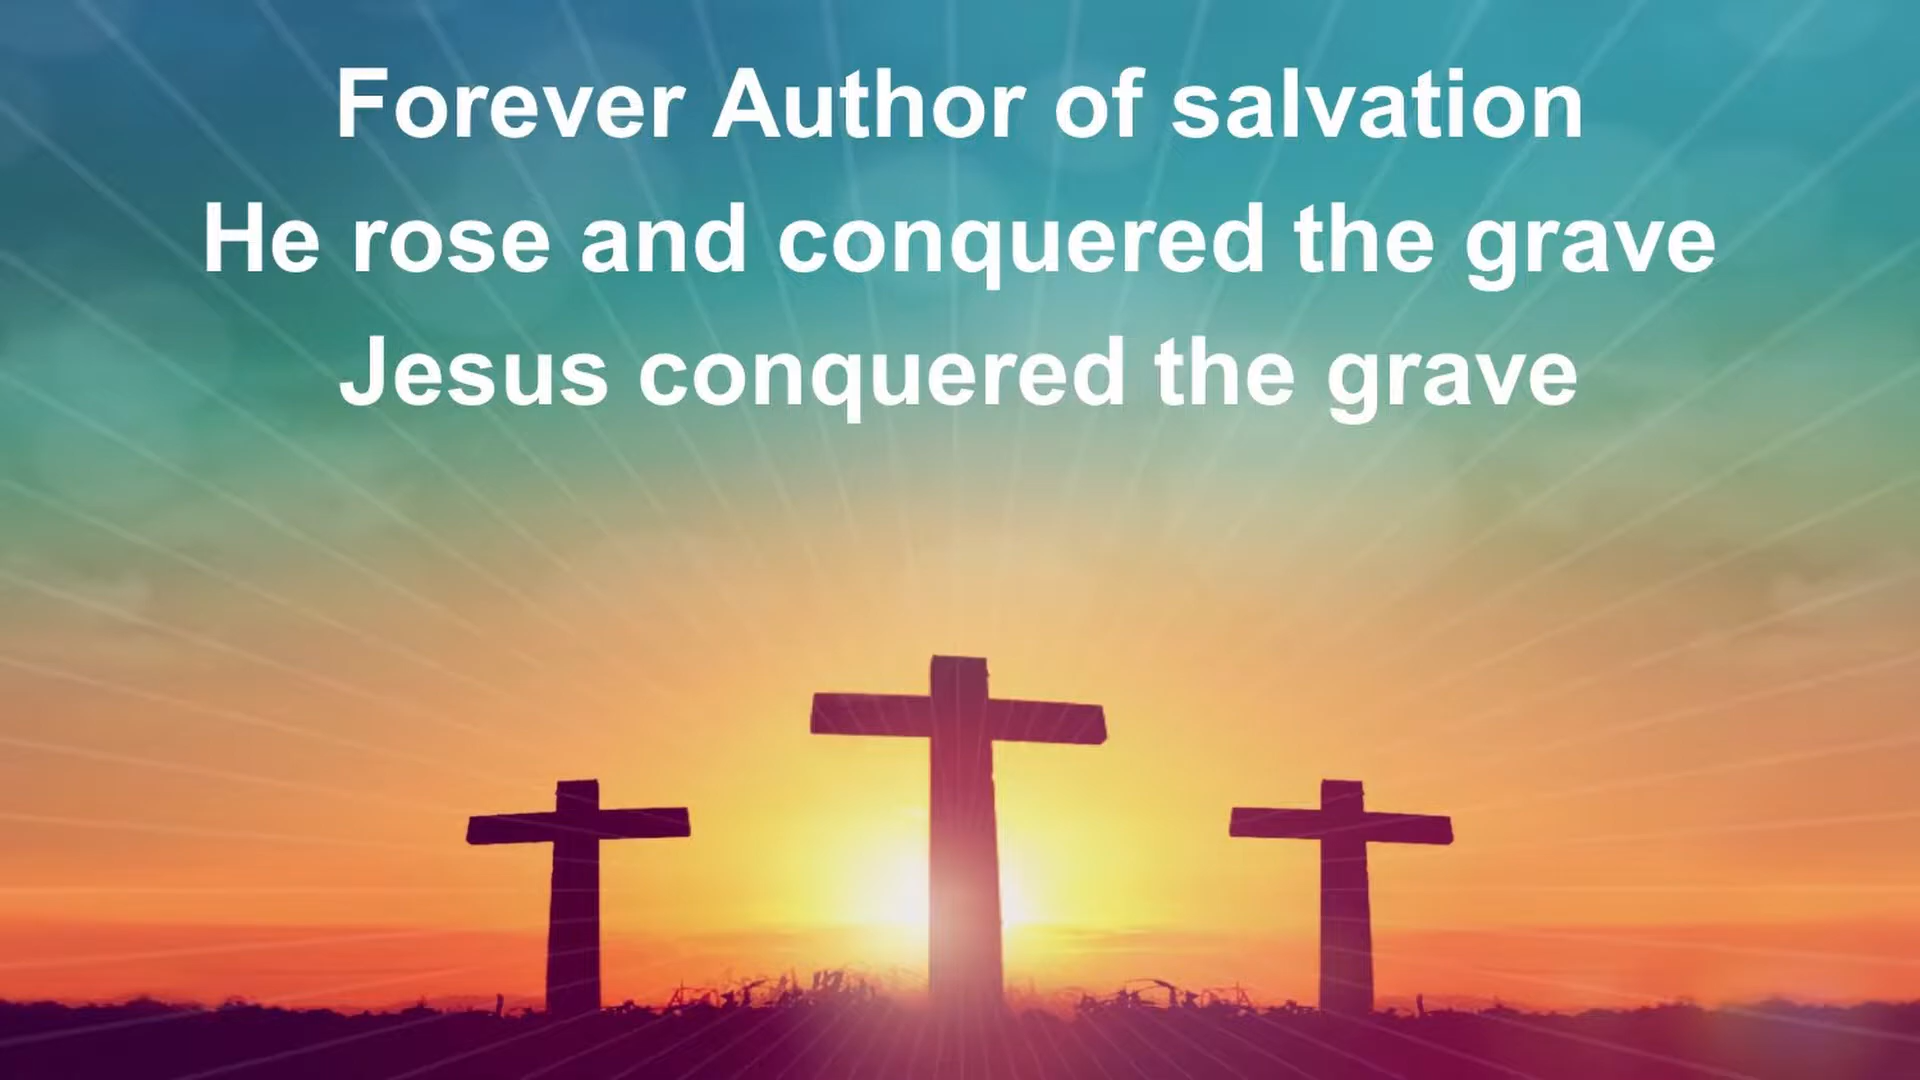 Forever Author of salvation
He rose and conquered the grave
Jesus conquered the grave